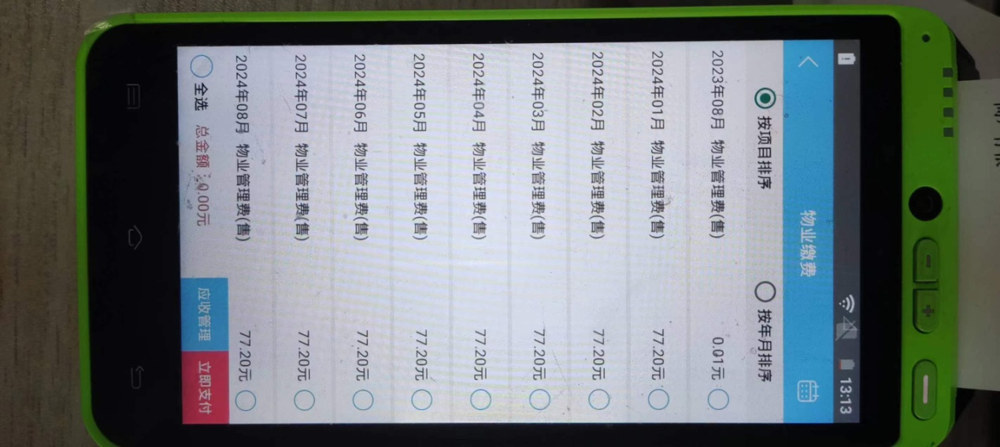 13:13
物业缴费
按项目排序 按年月排序
2023年08月 物业管理费(售) 0.01元
2024年01月 物业管理费(售) 77.20元
2024年02月 物业管理费(售) 77.20元
2024年03月 物业管理费(售) 77.20元
2024年04月 物业管理费(售) 77.20元
2024年05月 物业管理费(售) 77.20元
2024年06月 物业管理费(售) 77.20元
2024年07月 物业管理费(售) 77.20元
2024年08月 物业管理费(售) 77.20元
全选 总金额:0.00元 应收管理 立即支付